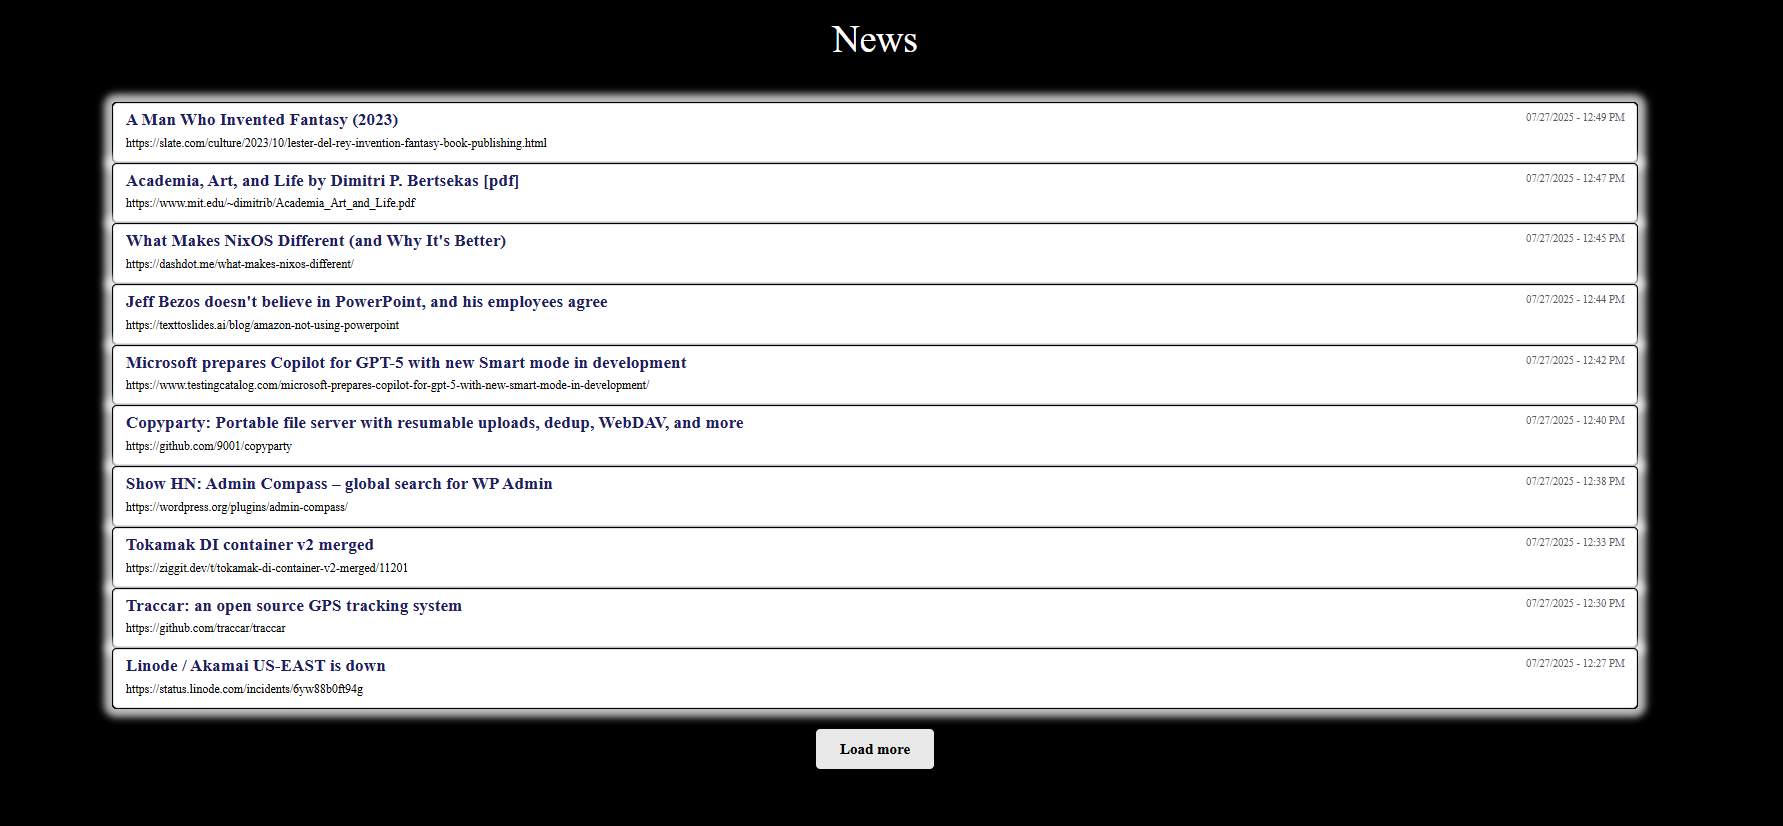 News
A Man Who Invented Fantasy (2023)
07/27/2025 - 12:49 PM
https://slate.com/culture/2023/10/lester-del-rey-invention-fantasy-book-publishing.html
Academia, Art, and Life by Dimitri P. Bertsekas [pdf]
07/27/2025 - 12:47 PM
https://www.mit.edu/~dimitrib/Academia_Art_and_Life.pdf
What Makes NixOS Different (and Why It's Better)
07/27/2025 - 12:45 PM
https://dashdot.me/what-makes-nixos-different/
Jeff Bezos doesn't believe in PowerPoint, and his employees agree
07/27/2025 - 12:44 PM
https://texttoslides.ai/blog/amazon-not-using-powerpoint
Microsoft prepares Copilot for GPT-5 with new Smart mode in development
07/27/2025 - 12:42 PM
https://www.testingcatalog.com/microsoft-prepares-copilot-for-gpt-5-with-new-smart-mode-in-development/
Copyparty: Portable file server with resumable uploads, dedup, WebDAV, and more
07/27/2025 - 12:40 PM
https://github.com/9001/copyparty
Show HN: Admin Compass – global search for WP Admin
07/27/2025 - 12:38 PM
https://wordpress.org/plugins/admin-compass/
Tokamak DI container v2 merged
07/27/2025 - 12:33 PM
https://ziggit.dev/t/tokamak-di-container-v2-merged/11201
Traccar: an open source GPS tracking system
07/27/2025 - 12:30 PM
https://github.com/traccar/traccar
Linode / Akamai US-EAST is down
07/27/2025 - 12:27 PM
https://status.linode.com/incidents/6yw88b0ft94g
Load more